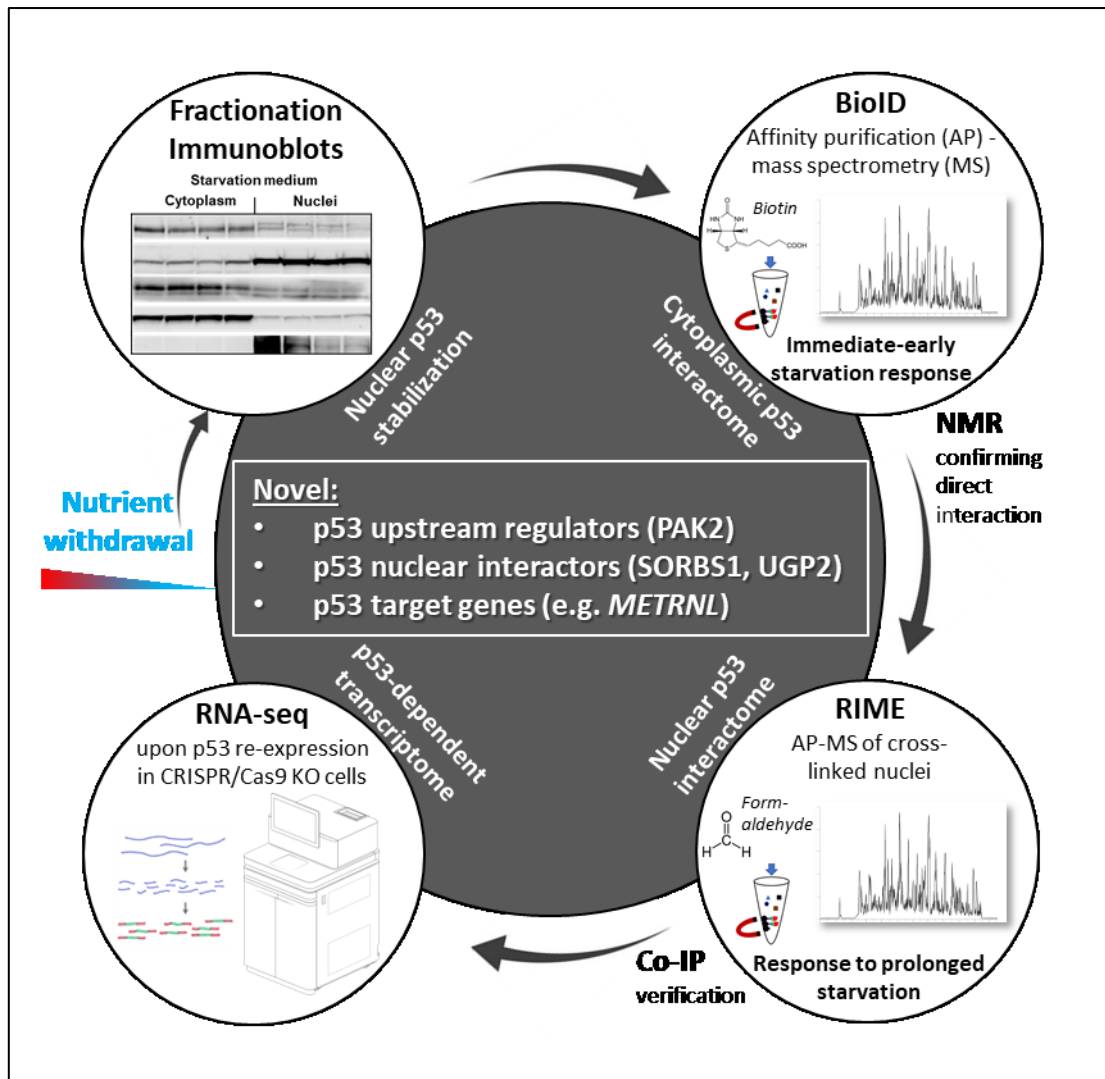 Fractionation
Immunoblots
Starvation medium
Cytoplasm
Nuclei
Nuclear p53
stabilization
BioID
Affinity purification (AP) -
mass spectrometry (MS)
Biotin
O
HN
NH
H
H
S
COOH
Immediate-early
starvation response
Cytoplasmic p53
interactome
NMR
confirming
direct
interaction
Nutrient
withdrawal
Novel:
• p53 upstream regulators (PAK2)
• p53 nuclear interactors (SORBS1, UGP2)
• p53 target genes (e.g. METRNL)
p53-dependent
transcriptome
Nuclear p53
interactome
RIME
AP-MS of cross-
linked nuclei
Form-
aldehyde
O
H C H
Response to prolonged
starvation
Co-IP
verification
RNA-seq
upon p53 re-expression
in CRISPR/Cas9 KO cells